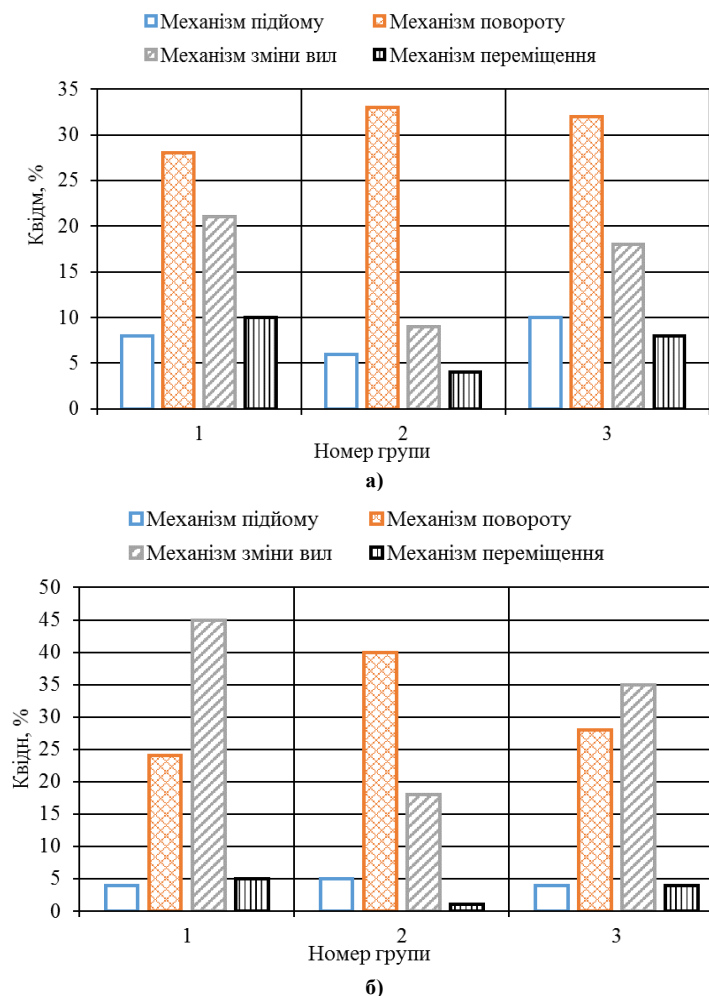 Механізм підйому Механізм повороту
Механізм зміни вил Механізм переміщення
Квідм, %
35
30
25
20
15
10
5
0
1 2 3
Номер групи
а)
Механізм підйому Механізм повороту
Механізм зміни вил Механізм переміщення
Квідн, %
50
45
40
35
30
25
20
15
10
5
0
1 2 3
Номер групи
б)